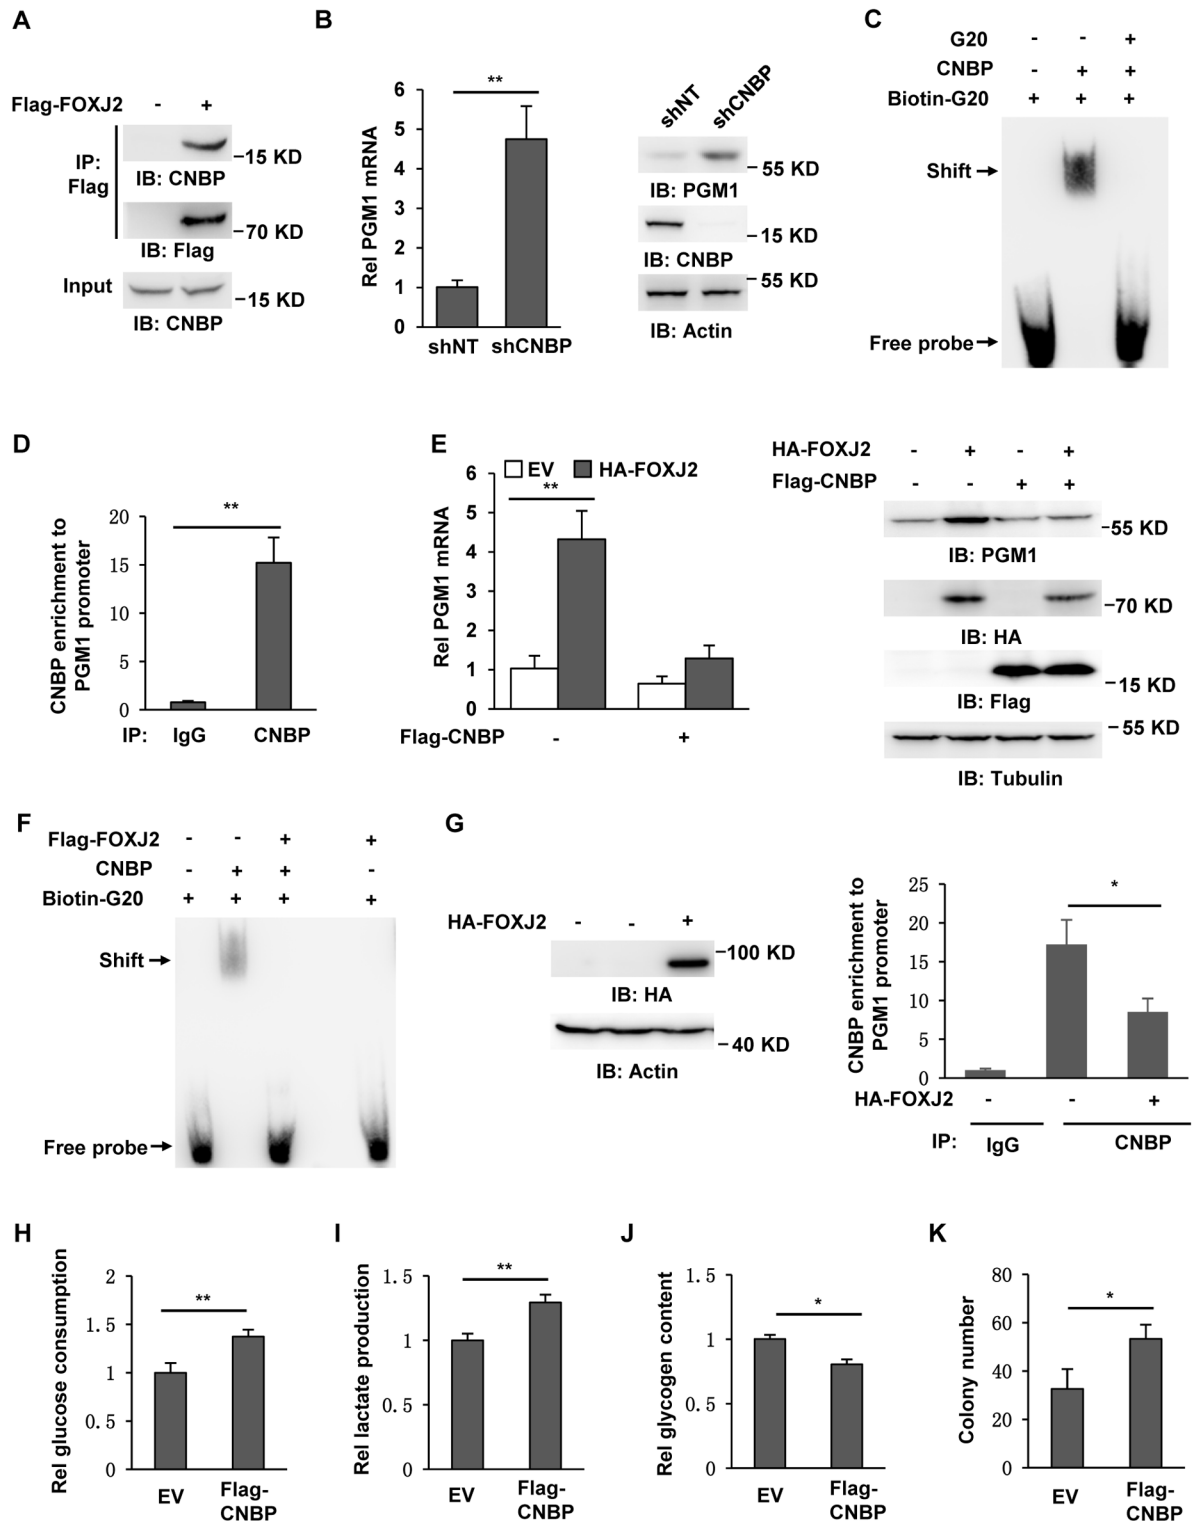 A
Flag-FOXJ2 - +
IP:
Flag
15 KD
IB: CNBP
70 KD
IB: Flag
Input
15 KD
IB: CNBP
B
**
Rel PGM1 mRNA
6
5
4
3
2
1
0
shNT shCNBP
shNT shCNBP
55 KD
IB: PGM1
15 KD
IB: CNBP
55 KD
IB: Actin
C
G20 - - +
CNBP - + +
Biotin-G20 + + +
Shift
Free probe
D
**
CNBP enrichment to
PGM1 promoter
20
15
10
5
0
IP: IgG CNBP
E
EV HA-FOXJ2
**
Rel PGM1 mRNA
6
5
4
3
2
1
0
Flag-CNBP - +
HA-FOXJ2 - + - +
Flag-CNBP - - + +
55 KD
IB: PGM1
70 KD
IB: HA
15 KD
IB: Flag
55 KD
IB: Tubulin
F
Flag-FOXJ2 - - + +
CNBP - + + -
Biotin-G20 + + + +
Shift
Free probe
G
HA-FOXJ2 - - +
100 KD
IB: HA
40 KD
IB: Actin
*
CNBP enrichment to
PGM1 promoter
25
20
15
10
5
0
HA-FOXJ2 - - +
IP: IgG CNBP
H
**
Rel glucose consumption
2
1.5
1
0.5
0
EV Flag-
CNBP
I
**
Rel lactate production
1.5
1
0.5
0
EV Flag-
CNBP
J
*
Rel glycogen content
1.5
1
0.5
0
EV Flag-
CNBP
K
*
Colony number
80
60
40
20
0
EV Flag-
CNBP